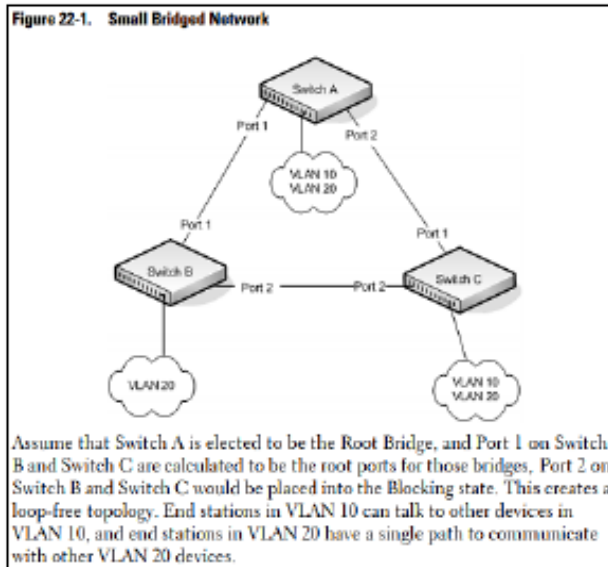 Figure 22-1. Small Bridged Network
Switch A
Port 1
Port 2
VLAN 10
VLAN 20
Port 1
Port 1
Switch B
Switch C
Port 2
Port 2
VLAN 20
VLAN 10
VLAN 20
Assume that Switch A is elected to be the Root Bridge, and Port 1 on Switch
B and Switch C are calculated to be the root ports for those bridges, Port 2 on
Switch B and Switch C would be placed into the Blocking state. This creates a
loop-free topology. End stations in VLAN 10 can talk to other devices in
VLAN 10, and end stations in VLAN 20 have a single path to communicate
with other VLAN 20 devices.